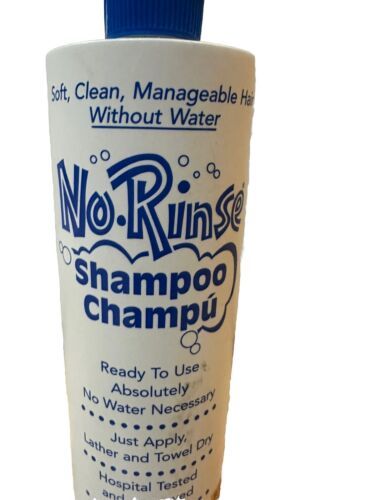 Soft, Clean, Manageable Hair
Without Water
No•Rinse®
Shampoo
Champú
Ready To Use
Absolutely
No Water Necessary
Just Apply,
Lather and Towel Dry
Hospital Tested
and